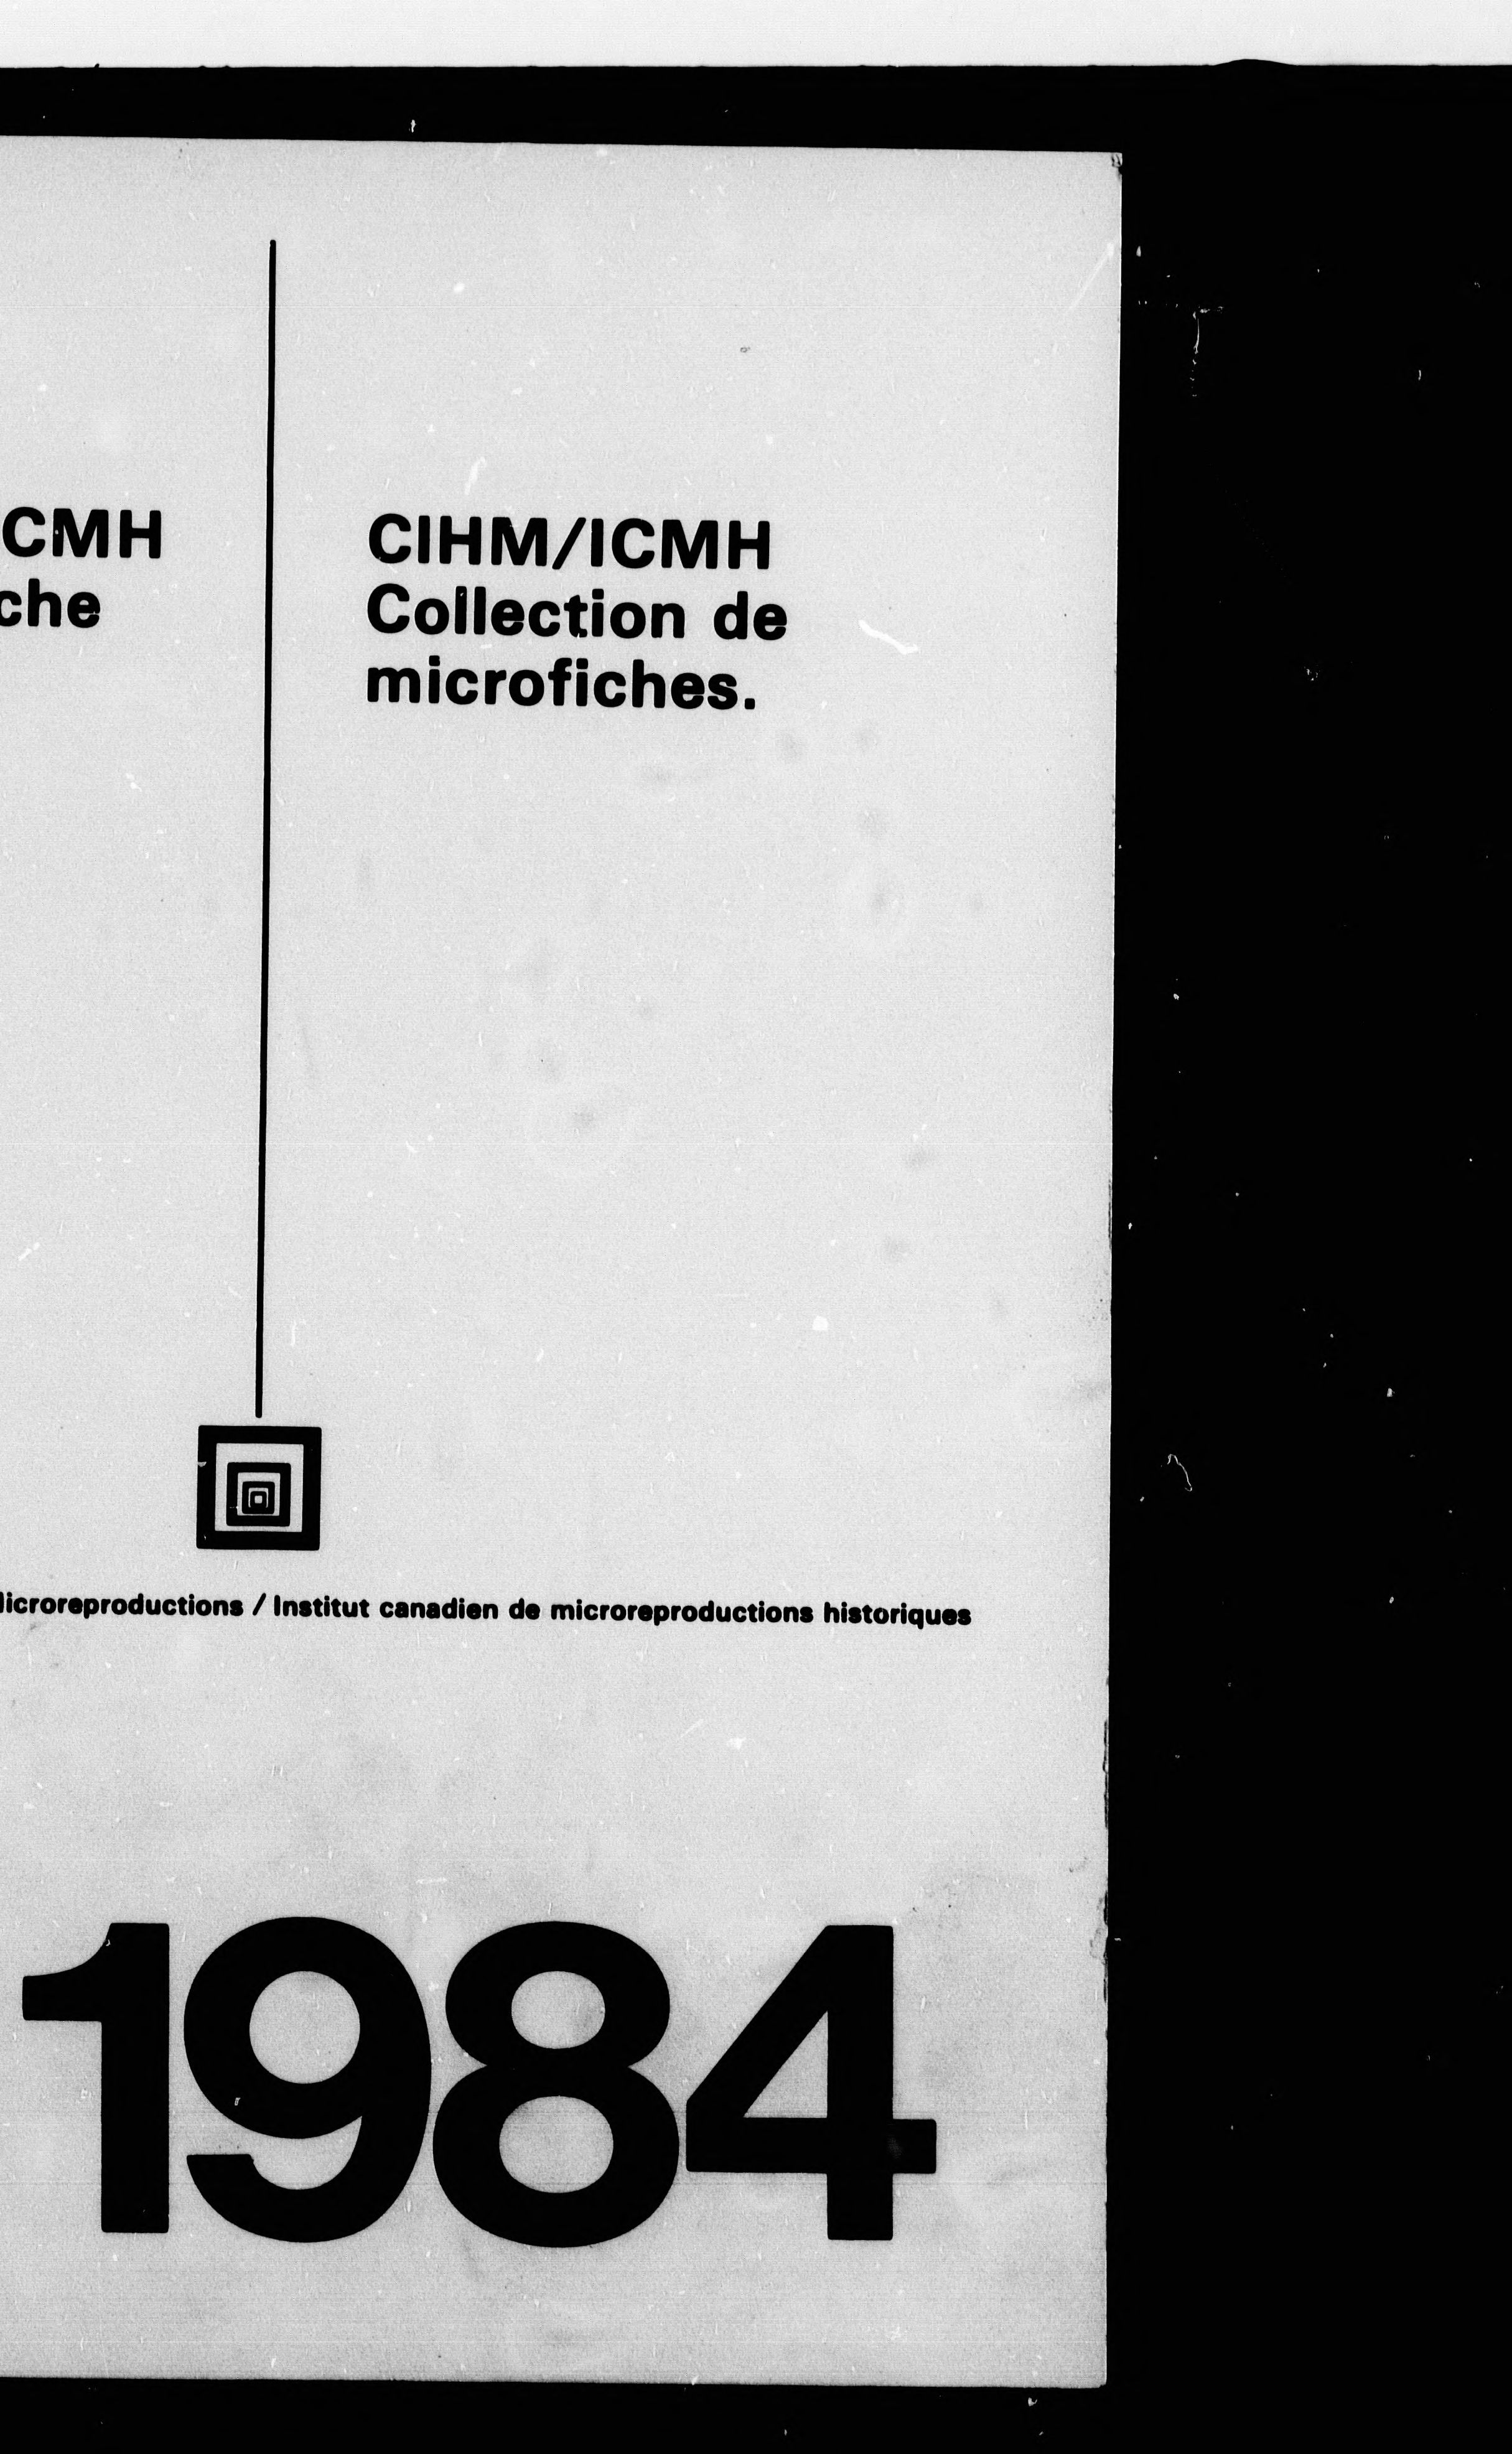 CMH
che
CIHM/ICMH
Collection de
microfiches.
licroreproductions / Institut canadien de microreproductions historiques
1984